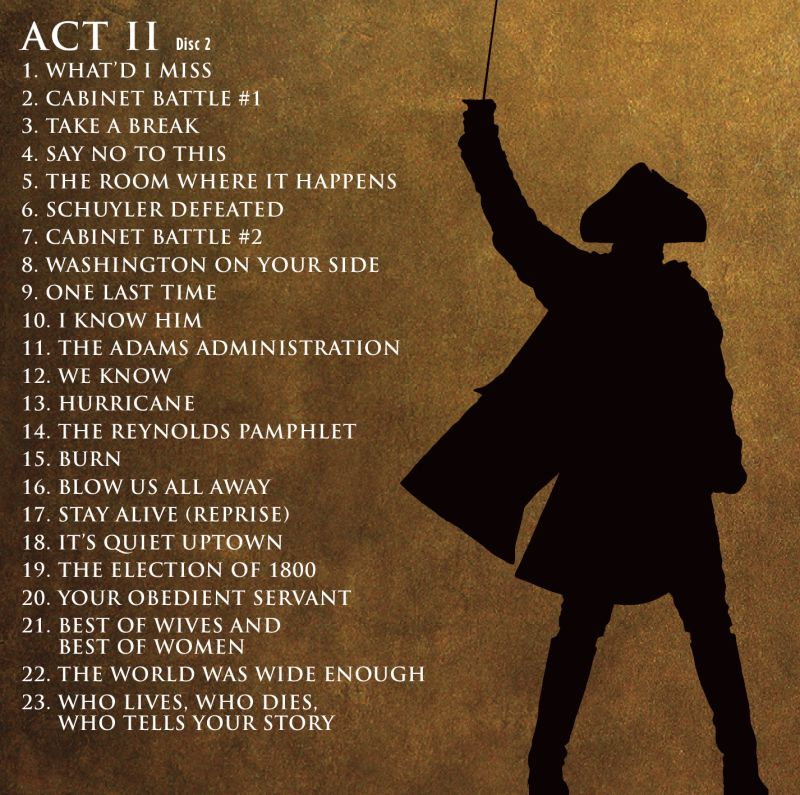 ACT II Disc 2
1. WHAT'D I MISS
2. CABINET BATTLE #1
3. TAKE A BREAK
4. SAY NO TO THIS
5. THE ROOM WHERE IT HAPPENS
6. SCHUYLER DEFEATED
7. CABINET BATTLE #2
8. WASHINGTON ON YOUR SIDE
9. ONE LAST TIME
10. I KNOW HIM
11. THE ADAMS ADMINISTRATION
12. WE KNOW
13. HURRICANE
14. THE REYNOLDS PAMPHLET
15. BURN
16. BLOW US ALL AWAY
17. STAY ALIVE (REPRISE)
18. IT'S QUIET UPTOWN
19. THE ELECTION OF 1800
20. YOUR OBEDIENT SERVANT
21. BEST OF WIVES AND
BEST OF WOMEN
22. THE WORLD WAS WIDE ENOUGH
23. WHO LIVES, WHO DIES,
WHO TELLS YOUR STORY